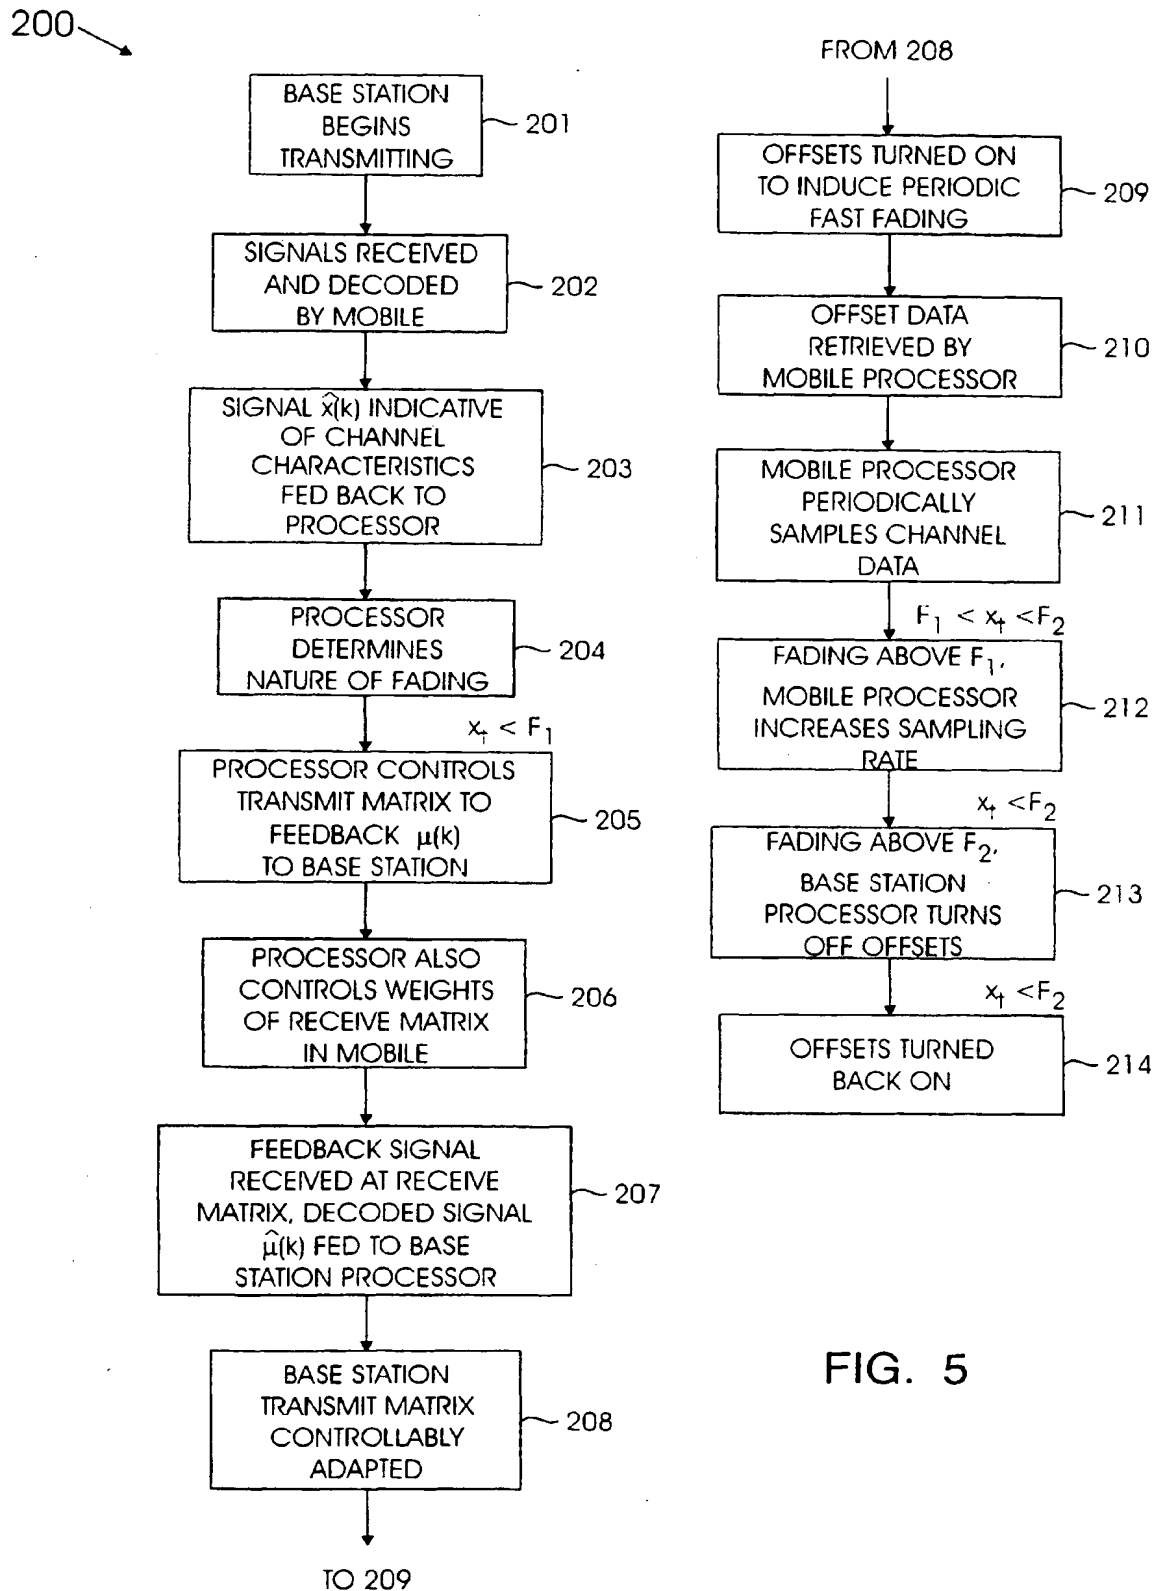 200
BASE STATION
BEGINS
TRANSMITTING
201
SIGNALS RECEIVED
AND DECODED
BY MOBILE
202
SIGNAL x̂(k) INDICATIVE
OF CHANNEL
CHARACTERISTICS
FED BACK TO
PROCESSOR
203
PROCESSOR
DETERMINES
NATURE OF FADING
204
x† < F1
PROCESSOR CONTROLS
TRANSMIT MATRIX TO
FEEDBACK μ(k)
TO BASE STATION
205
PROCESSOR ALSO
CONTROLS WEIGHTS
OF RECEIVE MATRIX
IN MOBILE
206
FEEDBACK SIGNAL
RECEIVED AT RECEIVE
MATRIX, DECODED SIGNAL
μ̂(k) FED TO BASE
STATION PROCESSOR
207
BASE STATION
TRANSMIT MATRIX
CONTROLLABLY
ADAPTED
208
TO 209
FROM 208
OFFSETS TURNED ON
TO INDUCE PERIODIC
FAST FADING
209
OFFSET DATA
RETRIEVED BY
MOBILE PROCESSOR
210
MOBILE PROCESSOR
PERIODICALLY
SAMPLES CHANNEL
DATA
211
F1 < x† <F2
FADING ABOVE F1,
MOBILE PROCESSOR
INCREASES SAMPLING
RATE
212
x† <F2
FADING ABOVE F2,
BASE STATION
PROCESSOR TURNS
OFF OFFSETS
213
x† <F2
OFFSETS TURNED
BACK ON
214
FIG. 5